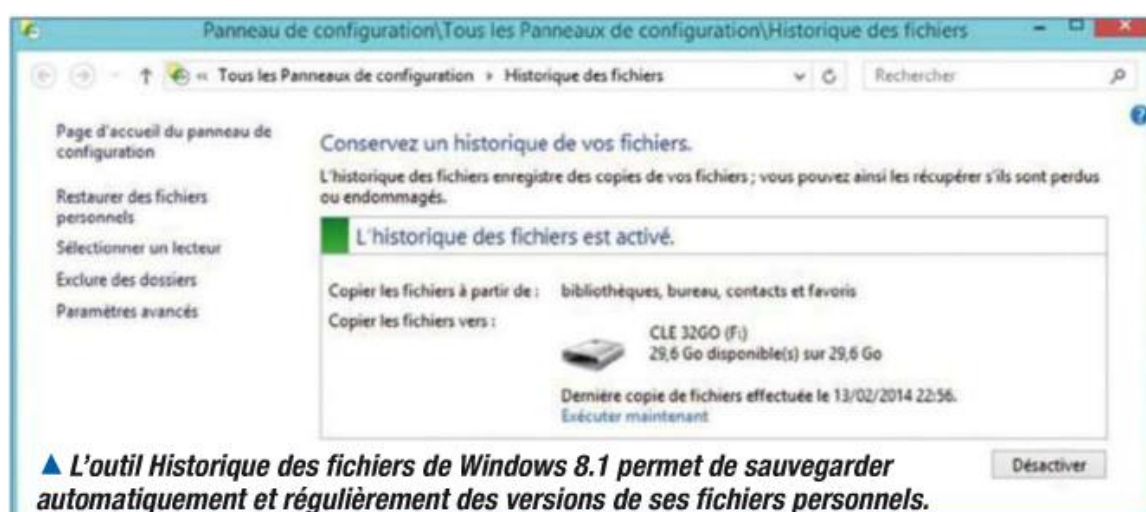 Panneau de configuration\Tous les Panneaux de configuration\Historique des fichiers
« Tous les Panneaux de configuration Historique des fichiers
Rechercher
Page d'accueil du panneau de
configuration
Restaurer des fichiers
personnels
Sélectionner un lecteur
Exclure des dossiers
Paramètres avancés
Conservez un historique de vos fichiers.
L'historique des fichiers enregistre des copies de vos fichiers ; vous pouvez ainsi les récupérer s'ils sont perdus
ou endommagés.
L'historique des fichiers est activé.
Copier les fichiers à partir de : bibliothèques, bureau, contacts et favoris
Copier les fichiers vers :
CLE 32GO (F:)
29,6 Go disponible(s) sur 29,6 Go
Dernière copie de fichiers effectuée le 13/02/2014 22:56.
Exécuter maintenant
Désactiver
▲ L'outil Historique des fichiers de Windows 8.1 permet de sauvegarder
automatiquement et régulièrement des versions de ses fichiers personnels.